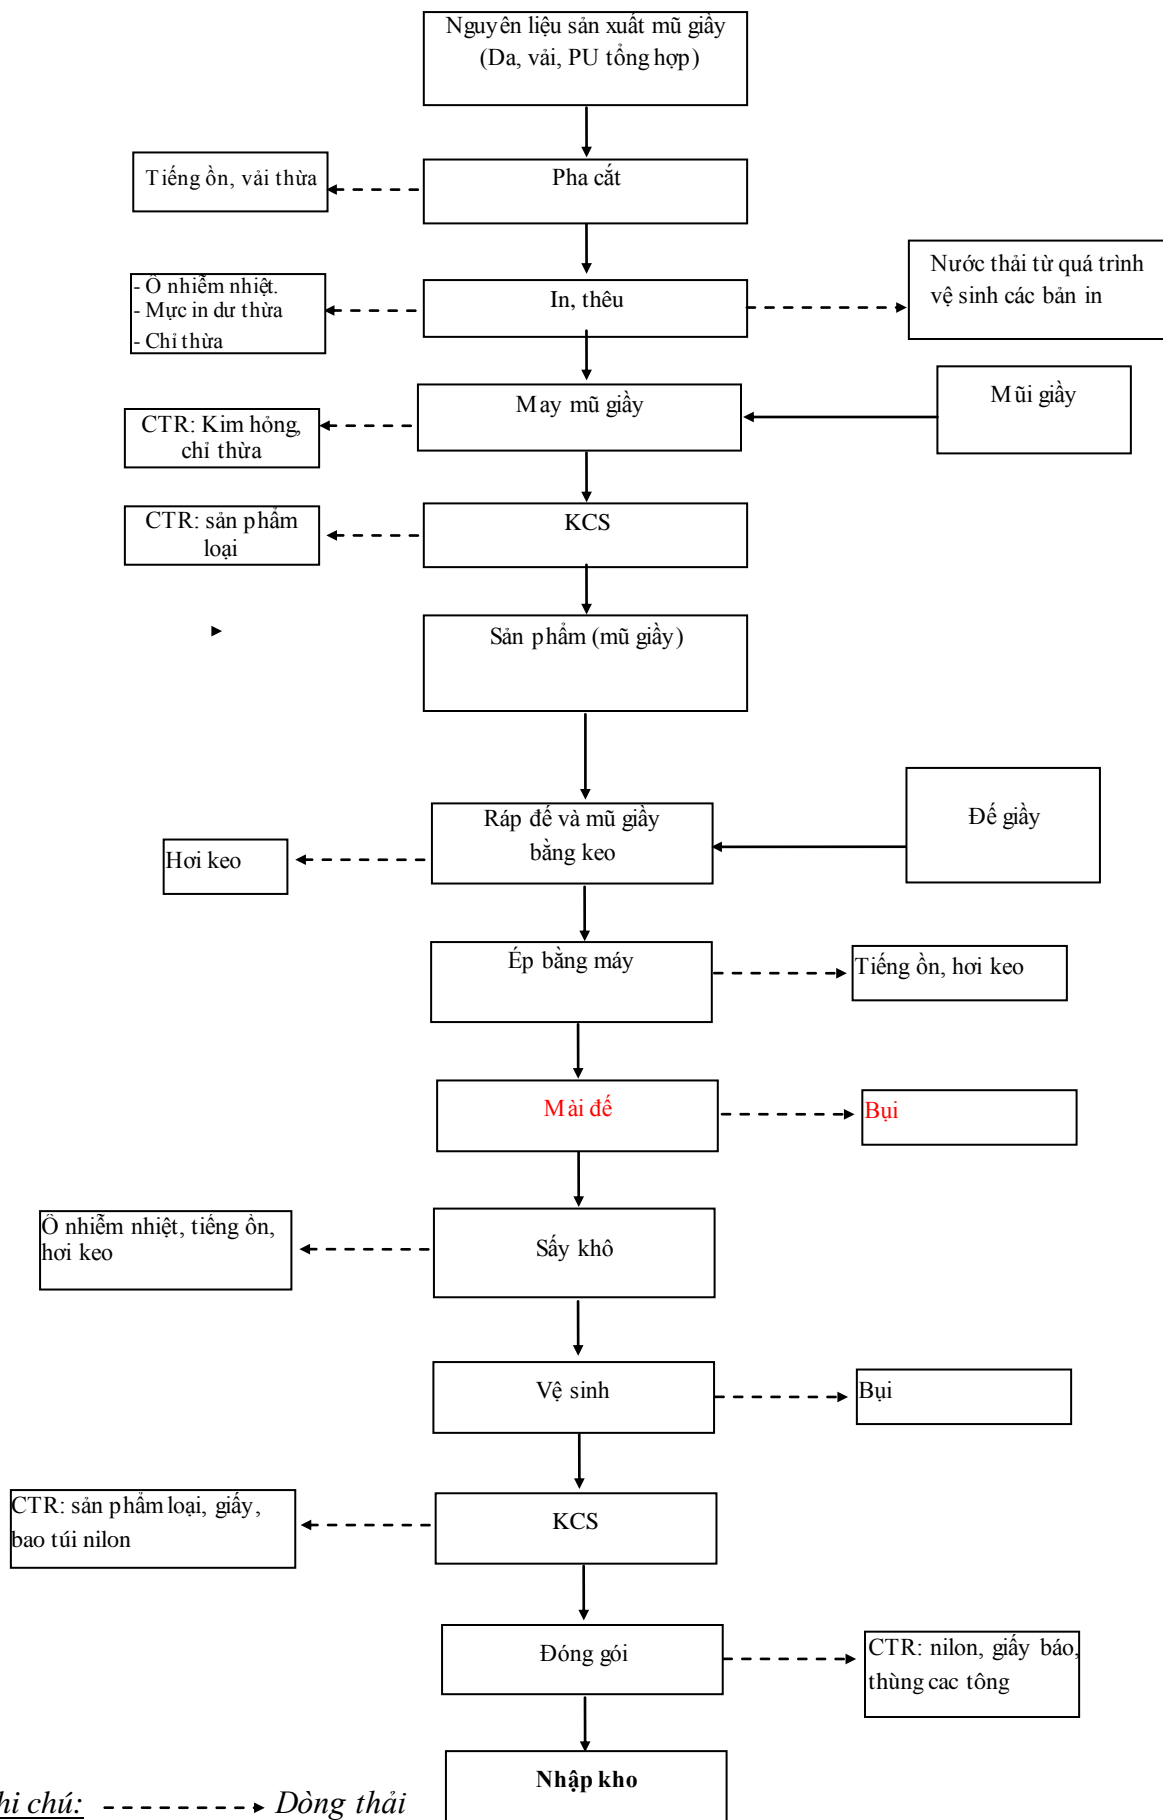 Nguyên liệu sản xuất mũ giầy
(Da, vải, PU tổng hợp)
Tiếng ồn, vải thừa
Pha cắt
- Ô nhiễm nhiệt.
- Mực in dư thừa
- Chỉ thừa
In, thêu
Nước thải từ quá trình
vệ sinh các bản in
May mũ giầy
Mũi giầy
CTR: Kim hỏng,
chỉ thừa
CTR: sản phẩm
loại
KCS
Sản phẩm (mũ giầy)
Ráp đế và mũ giầy
bằng keo
Đế giầy
Hơi keo
Ép bằng máy
Tiếng ồn, hơi keo
Mài đế
Bụi
Ô nhiễm nhiệt, tiếng ồn,
hơi keo
Sấy khô
Vệ sinh
Bụi
CTR: sản phẩm loại, giấy,
bao túi nilon
KCS
Đóng gói
CTR: nilon, giấy báo,
thùng cac tông
Nhập kho
hi chú: Dòng thải